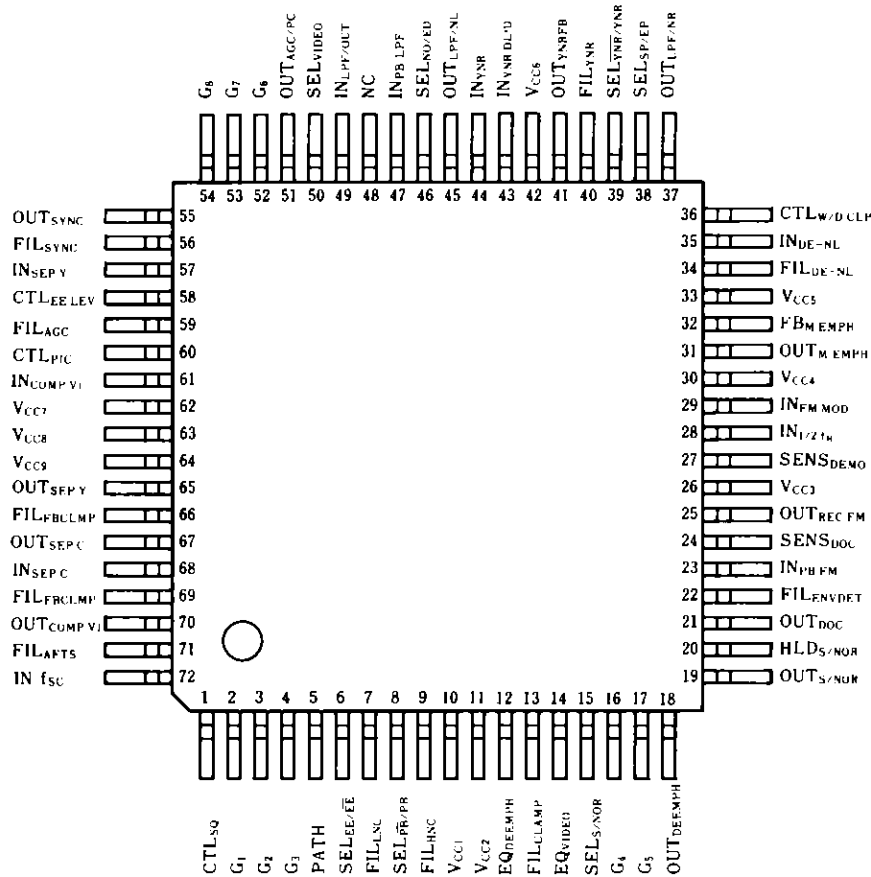 G8
G7
G6
OUTAGC/PC
SELVIDEO
INLPF/OUT
NC
INPB LPF
SELNO/ED
OUTLPF/NL
INYNR
INYNR DL'D
VCC6
OUTYNRFB
FILYNR
SELYNR/YNR
SELSP/EP
OUTLPF/NR
54 53 52 51 50 49 48 47 46 45 44 43 42 41 40 39 38 37
OUTSYNC 55
FILSYNC 56
INSEP Y 57
CTLEE LEV 58
FILAGC 59
CTLPIC 60
INCOMP V1 61
VCC7 62
VCC8 63
VCC9 64
OUTSEP Y 65
FILFBCLMP 66
OUTSEP C 67
INSEP C 68
FILFBCLMP 69
OUTCOMP V1 70
FILAFTS 71
IN fSC 72
36 CTLW/D CLP
35 INDE-NL
34 FILDE-NL
33 VCC5
32 FBM EMPH
31 OUTM EMPH
30 VCC4
29 INFM MOD
28 IN1/2 fH
27 SENSDEMO
26 VCC3
25 OUTREC FM
24 SENSDOC
23 INPB FM
22 FILENVDET
21 OUTDOC
20 HLDS/NOR
19 OUTS/NOR
1 2 3 4 5 6 7 8 9 10 11 12 13 14 15 16 17 18
CTLSQ
G1
G2
G3
PATH
SELEE/EE
FILLNC
SELPB/PB
FILHNC
VCC1
VCC2
EQDEEMPH
FILCLAMP
EQVIDEO
SELS/NOR
G4
G5
OUTDEEMPH